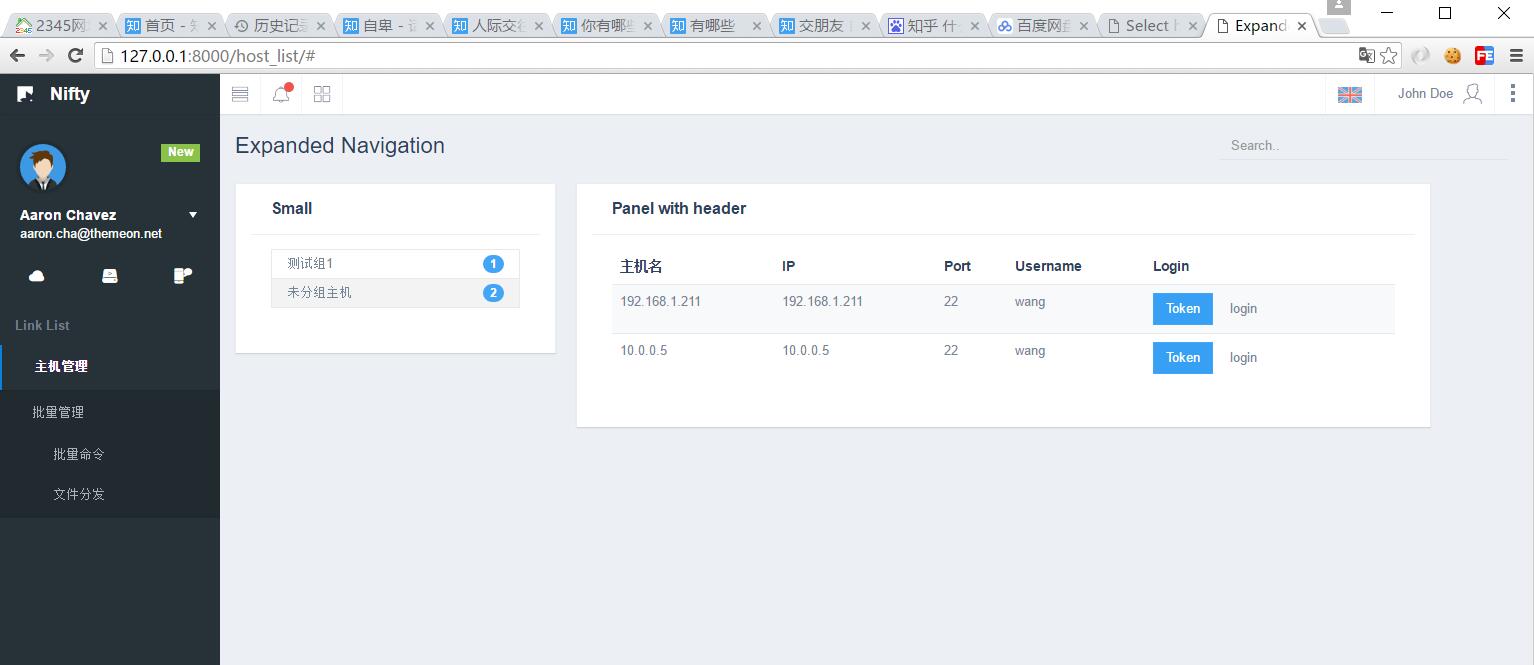 2345网 首页 - 知 历史记录 自卑 - 人际交往 你有哪些 有哪些 交朋友 知乎 什 百度网盘 Select h Expand
127.0.0.1:8000/host_list/#
Nifty
John Doe
Expanded Navigation
Search..
New
Aaron Chavez
aaron.cha@themeon.net
Link List
主机管理
批量管理
批量命令
文件分发
Small
测试组1 1
未分组主机 2
Panel with header
主机名 IP Port Username Login
192.168.1.211 192.168.1.211 22 wang Token login
10.0.0.5 10.0.0.5 22 wang Token login